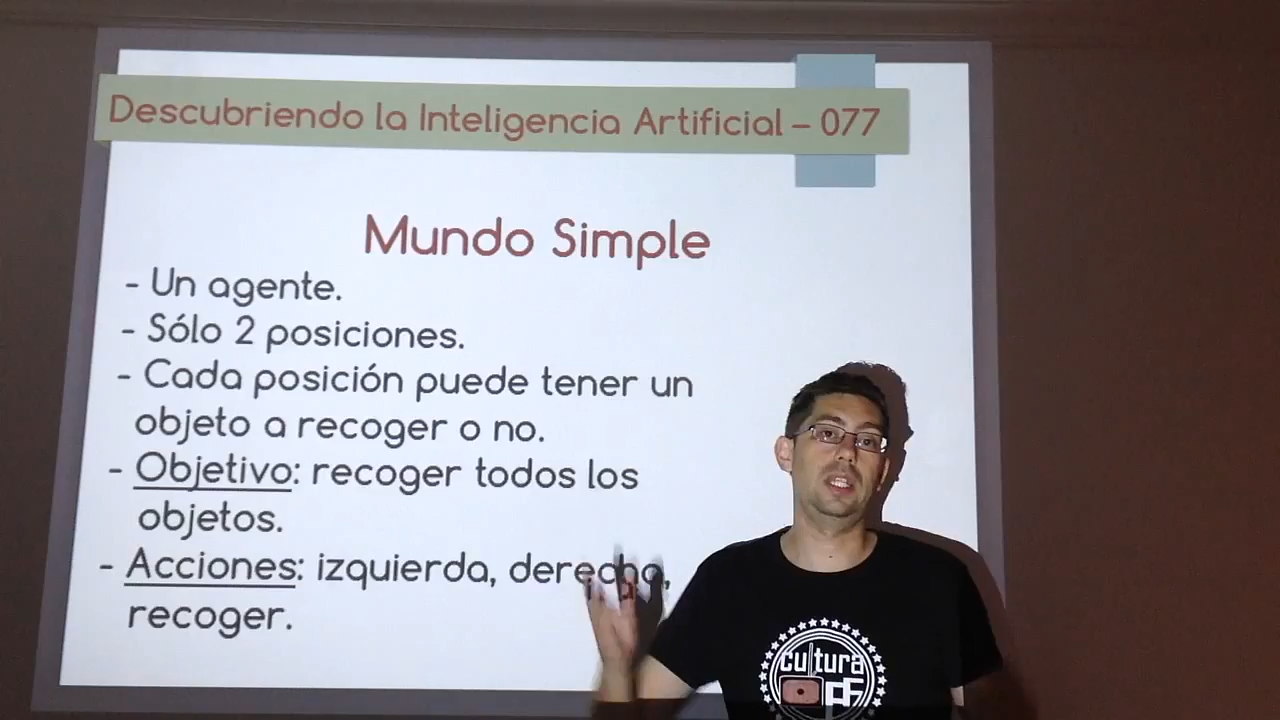 Descubriendo la Inteligencia Artificial – 077
Mundo Simple
- Un agente.
- Sólo 2 posiciones.
- Cada posición puede tener un
objeto a recoger o no.
- Objetivo: recoger todos los
objetos.
- Acciones: izquierda, derecha,
recoger.
cultura